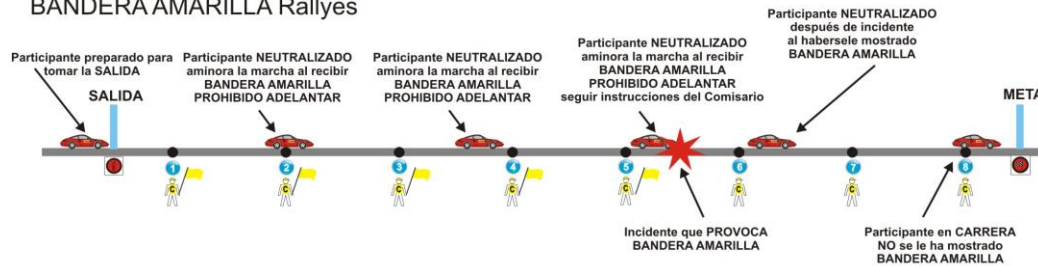 BANDERA AMARILLA Rallyes
Participante preparado para
tomar la SALIDA
SALIDA
Participante NEUTRALIZADO
aminora la marcha al recibir
BANDERA AMARILLA
PROHIBIDO ADELANTAR
Participante NEUTRALIZADO
aminora la marcha al recibir
BANDERA AMARILLA
PROHIBIDO ADELANTAR
Participante NEUTRALIZADO
aminora la marcha al recibir
BANDERA AMARILLA
PROHIBIDO ADELANTAR
seguir instrucciones del Comisario
Participante NEUTRALIZADO
después de incidente
al habersele mostrado
BANDERA AMARILLA
META
1
2
3
4
5
6
7
8
C
C
C
C
C
C
C
C
Incidente que PROVOCA
BANDERA AMARILLA
Participante en CARRERA
NO se le ha mostrado
BANDERA AMARILLA